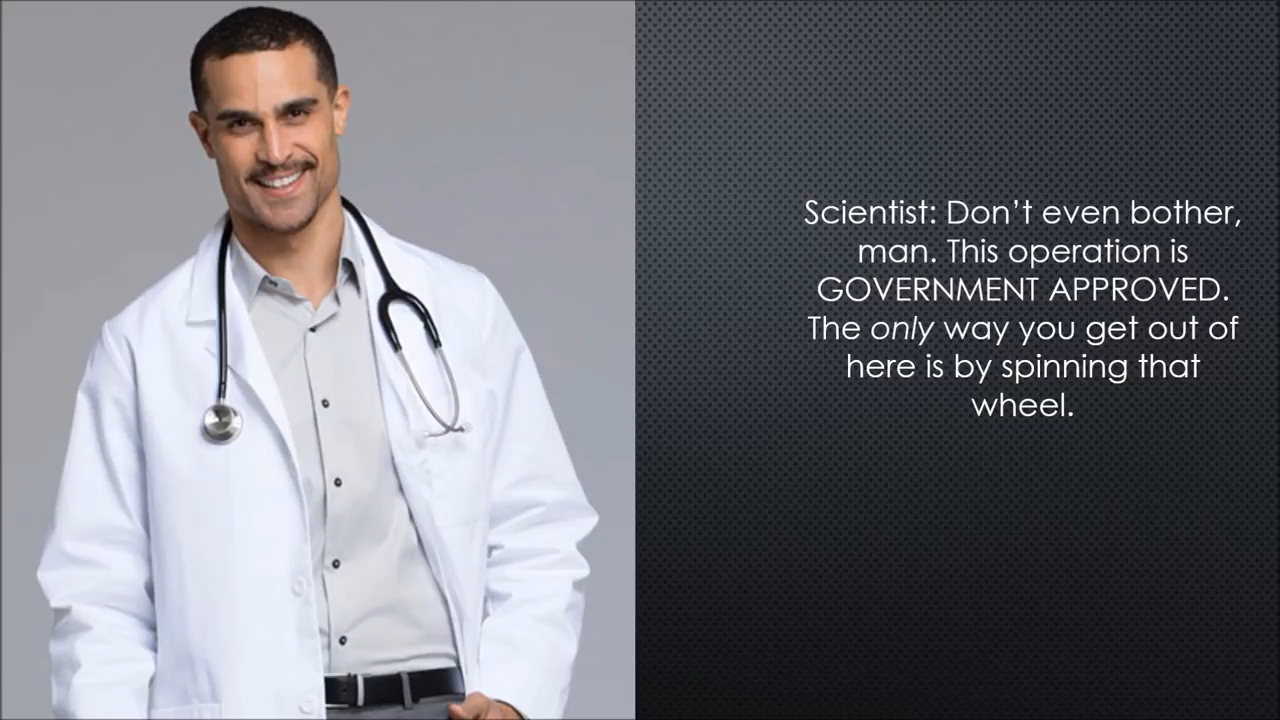 Scientist: Don’t even bother,
man. This operation is
GOVERNMENT APPROVED.
The only way you get out of
here is by spinning that
wheel.